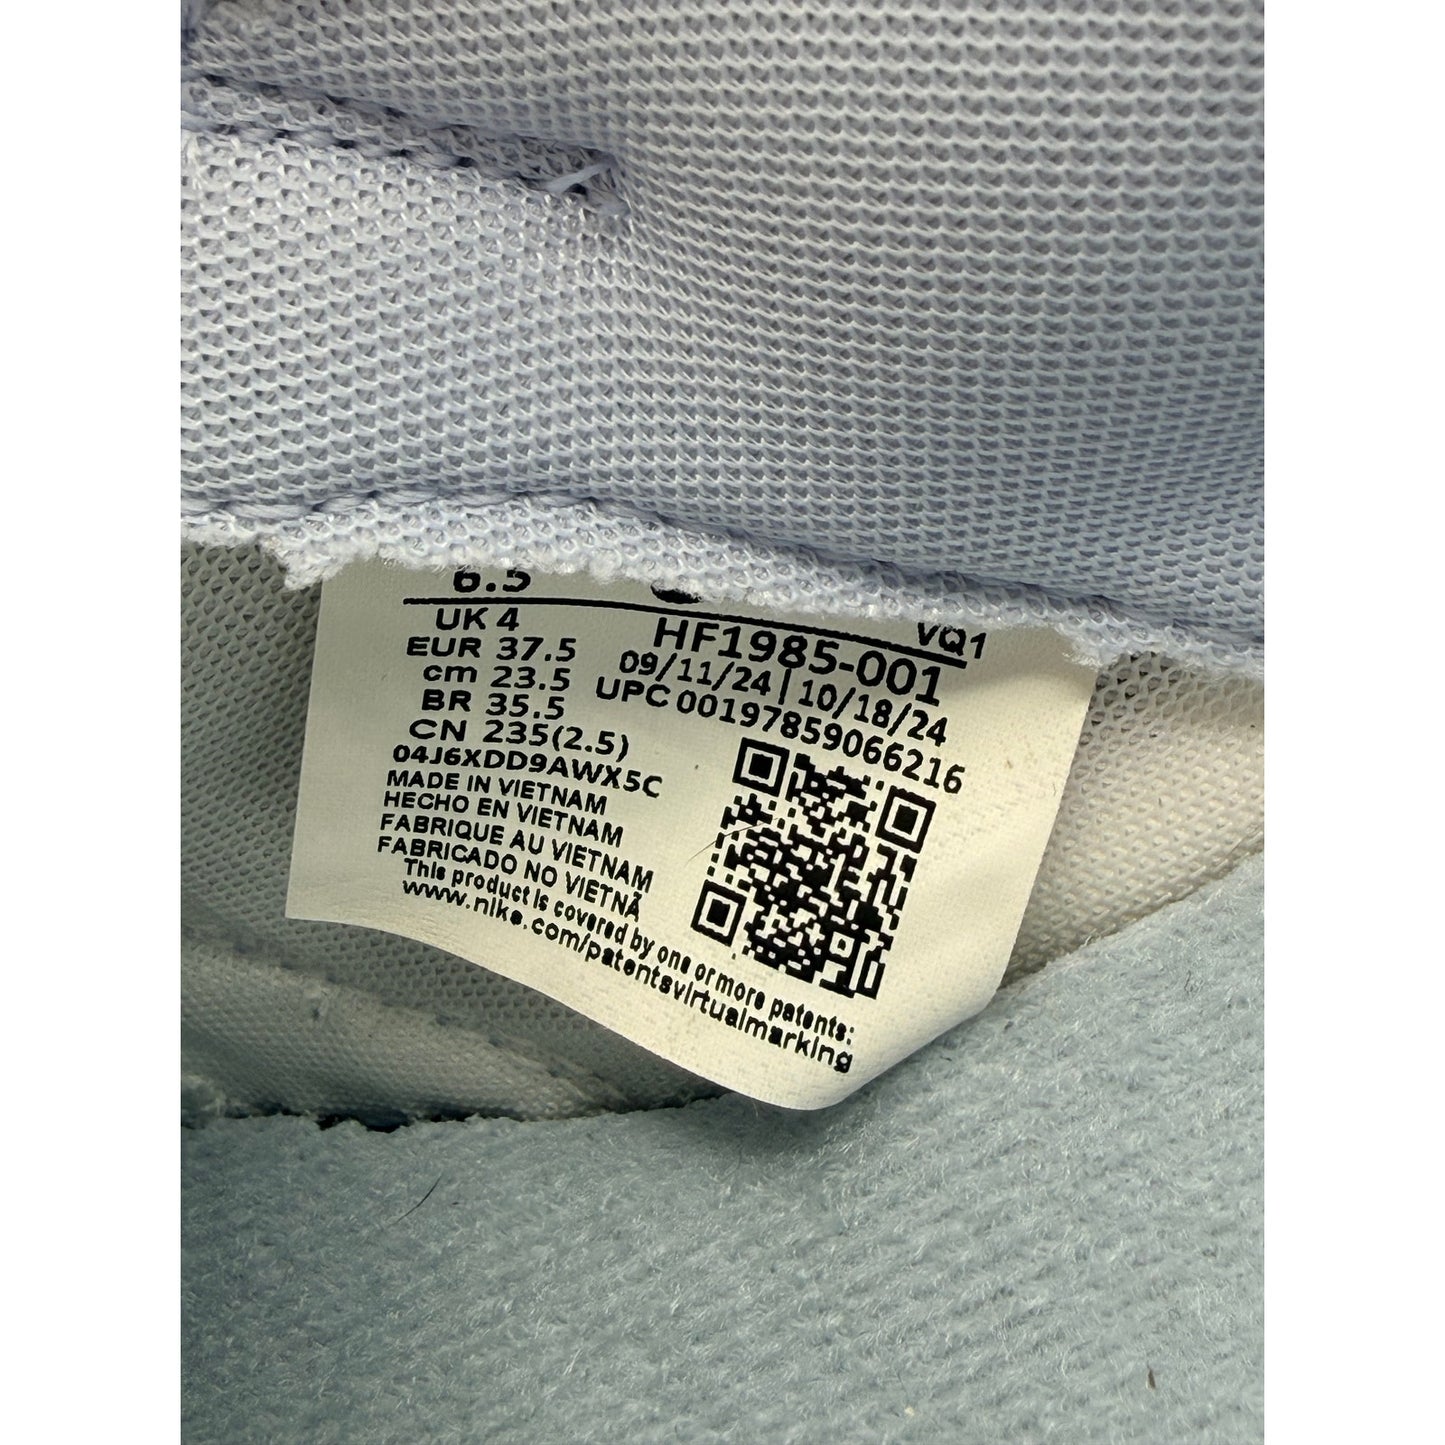 6.5
VQ1
UK 4
EUR 37.5
cm 23.5
BR 35.5
CN 235(2.5)
HF1985-001
09/11/24 | 10/18/24
UPC 00197859066216
04J6XDD9AWX5C
MADE IN VIETNAM
HECHO EN VIETNAM
FABRIQUE AU VIETNAM
FABRICADO NO VIETNÃ
This product is covered by one or more patents:
www.nike.com/patentsvirtualmarking